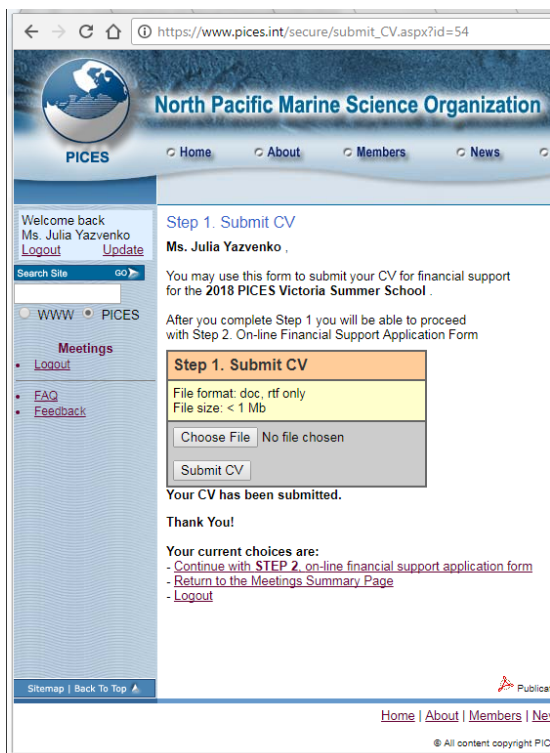 https://www.pices.int/secure/submit_CV.aspx?id=54
North Pacific Marine Science Organization
PICES
Home About Members News
Welcome back
Ms. Julia Yazvenko
Logout Update
Search Site GO
WWW PICES
Meetings
Logout
FAQ
Feedback
Step 1. Submit CV
Ms. Julia Yazvenko ,
You may use this form to submit your CV for financial support
for the 2018 PICES Victoria Summer School .
After you complete Step 1 you will be able to proceed
with Step 2. On-line Financial Support Application Form
Step 1. Submit CV
File format: doc, rtf only
File size: < 1 Mb
Choose File No file chosen
Submit CV
Your CV has been submitted.
Thank You!
Your current choices are:
- Continue with STEP 2, on-line financial support application form
- Return to the Meetings Summary Page
- Logout
Sitemap | Back To Top
Publica
Home | About | Members | Ne
© All content copyright PIC